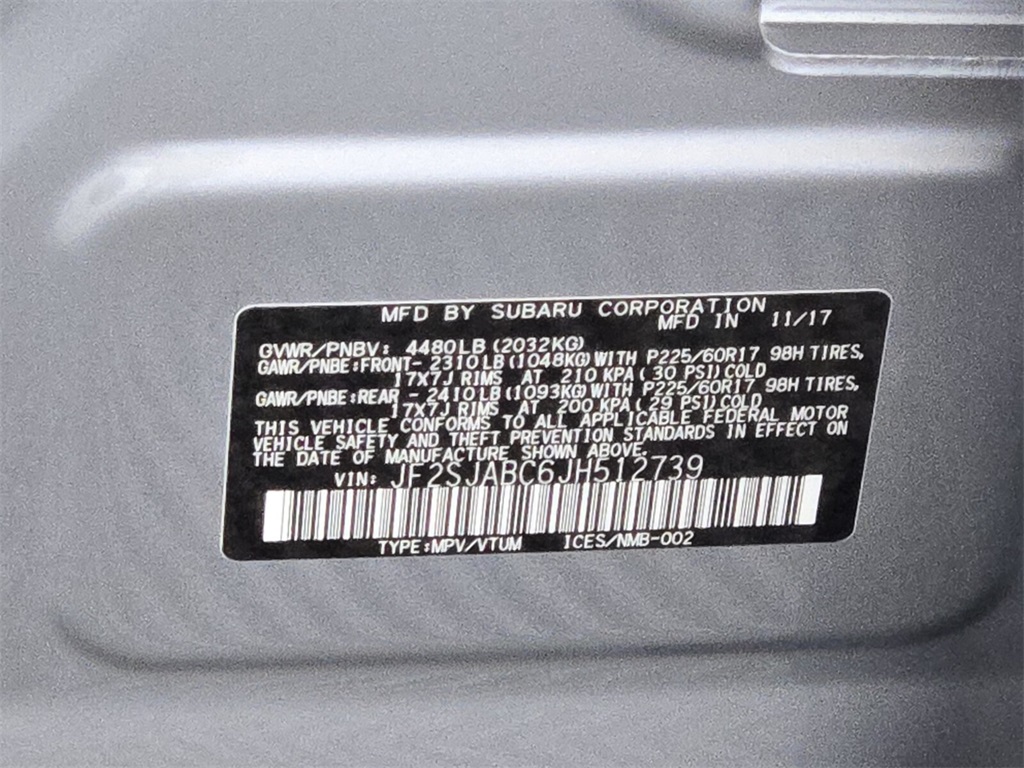 MFD BY SUBARU CORPORATION
MFD IN 11/17
GVWR/PNBV: 4480LB (2032KG)
GAWR/PNBE:FRONT- 2310LB (1048KG) WITH P225/60R17 98H TIRES,
17X7J RIMS AT 210 KPA ( 30 PSI) COLD
GAWR/PNBE:REAR - 2410LB (1093KG) WITH P225/60R17 98H TIRES,
17X7J RIMS AT 200 KPA ( 29 PSI) COLD
THIS VEHICLE CONFORMS TO ALL APPLICABLE FEDERAL MOTOR
VEHICLE SAFETY AND THEFT PREVENTION STANDARDS IN EFFECT ON
THE DATE OF MANUFACTURE SHOWN ABOVE.
VIN: JF2SJABC6JH512739
TYPE:MPV/VTUM ICES/NMB-002